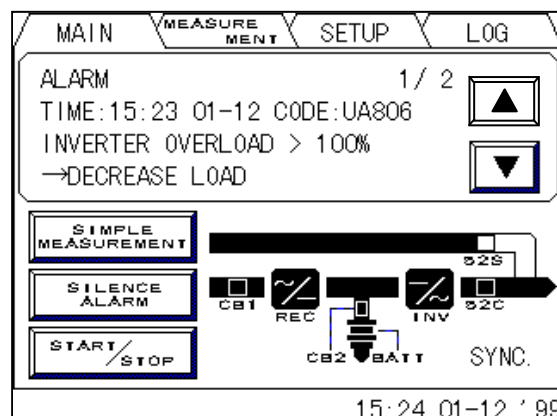 MAIN
MEASURE
MENT
SETUP
LOG
ALARM 1/ 2
TIME:15:23 01-12 CODE:UA806
INVERTER OVERLOAD > 100%
→DECREASE LOAD
SIMPLE
MEASUREMENT
52S
SILENCE
ALARM
CB1
REC
INV
52C
START/STOP
CB2
BATT
SYNC.
15:24 01-12 '99